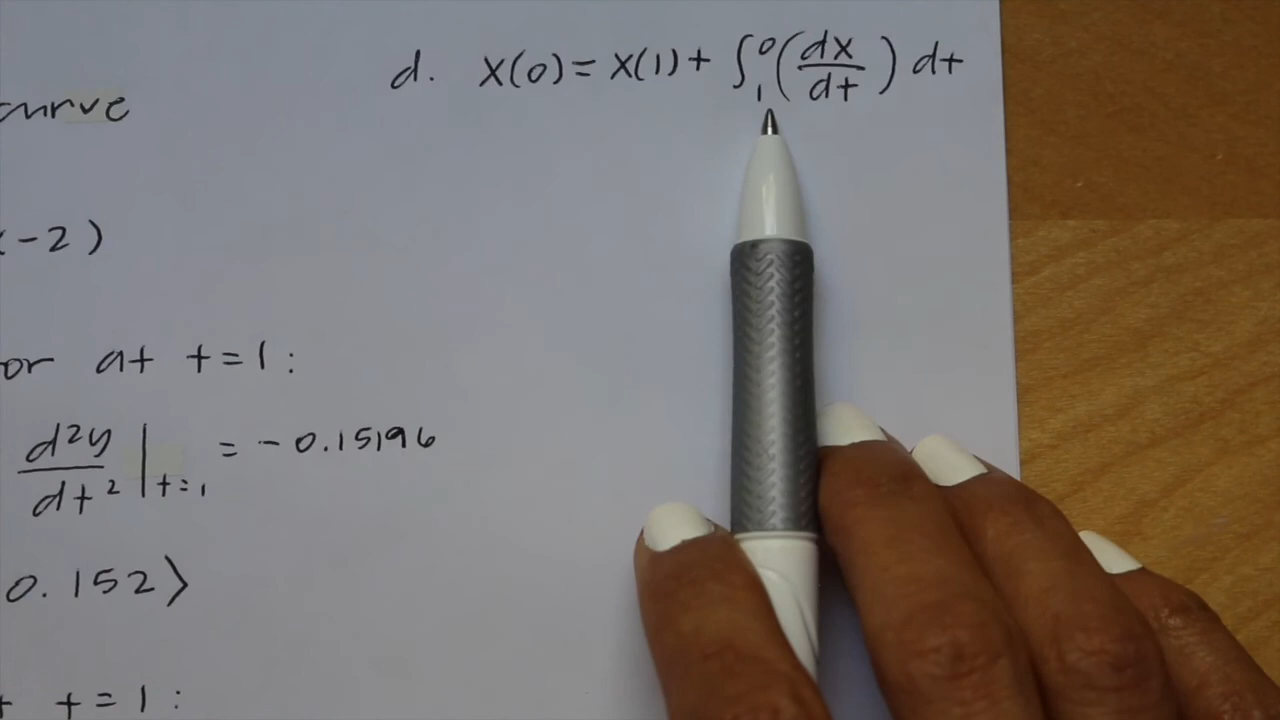 d. x(0) = x(1) + ∫₁⁰ (dx/dt) dt
curve
(-2)
or at t = 1 :
d²y/dt² |t=1 = -0.15196
0.152⟩
t = 1 :